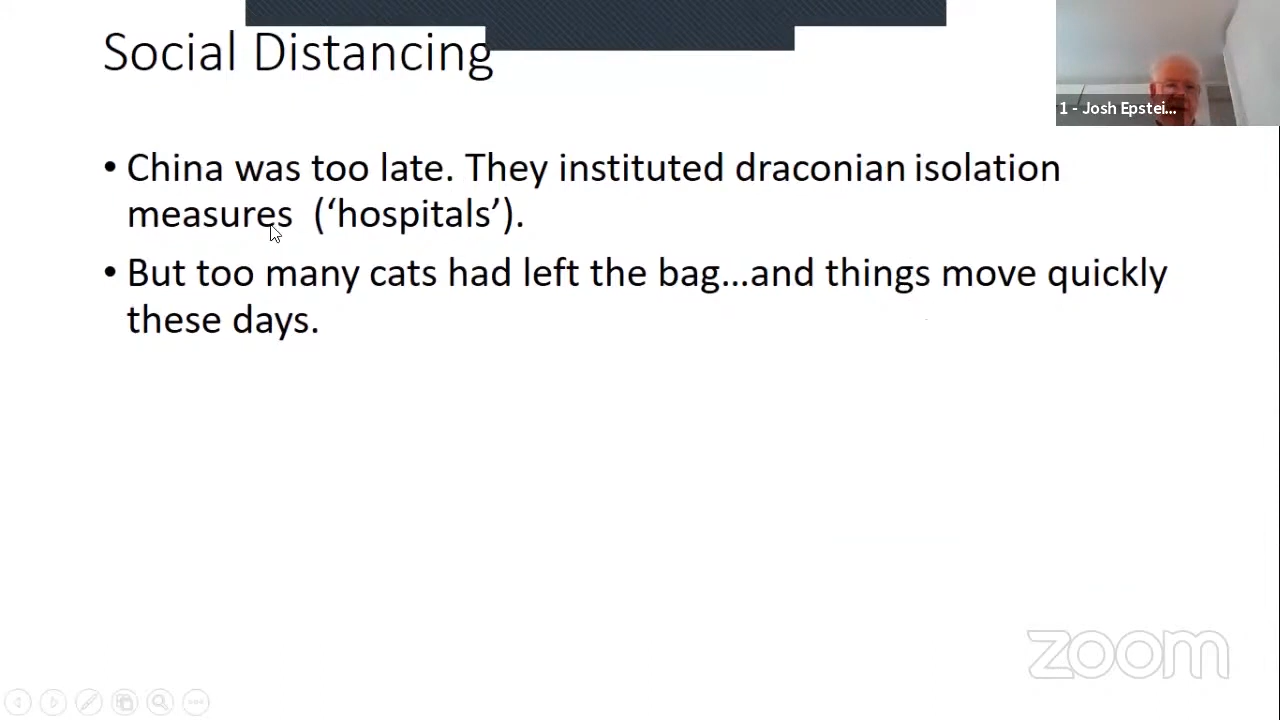 Social Distancing
1 - Josh Epstei...
• China was too late. They instituted draconian isolation
measures (‘hospitals’).
• But too many cats had left the bag...and things move quickly
these days.
zoom